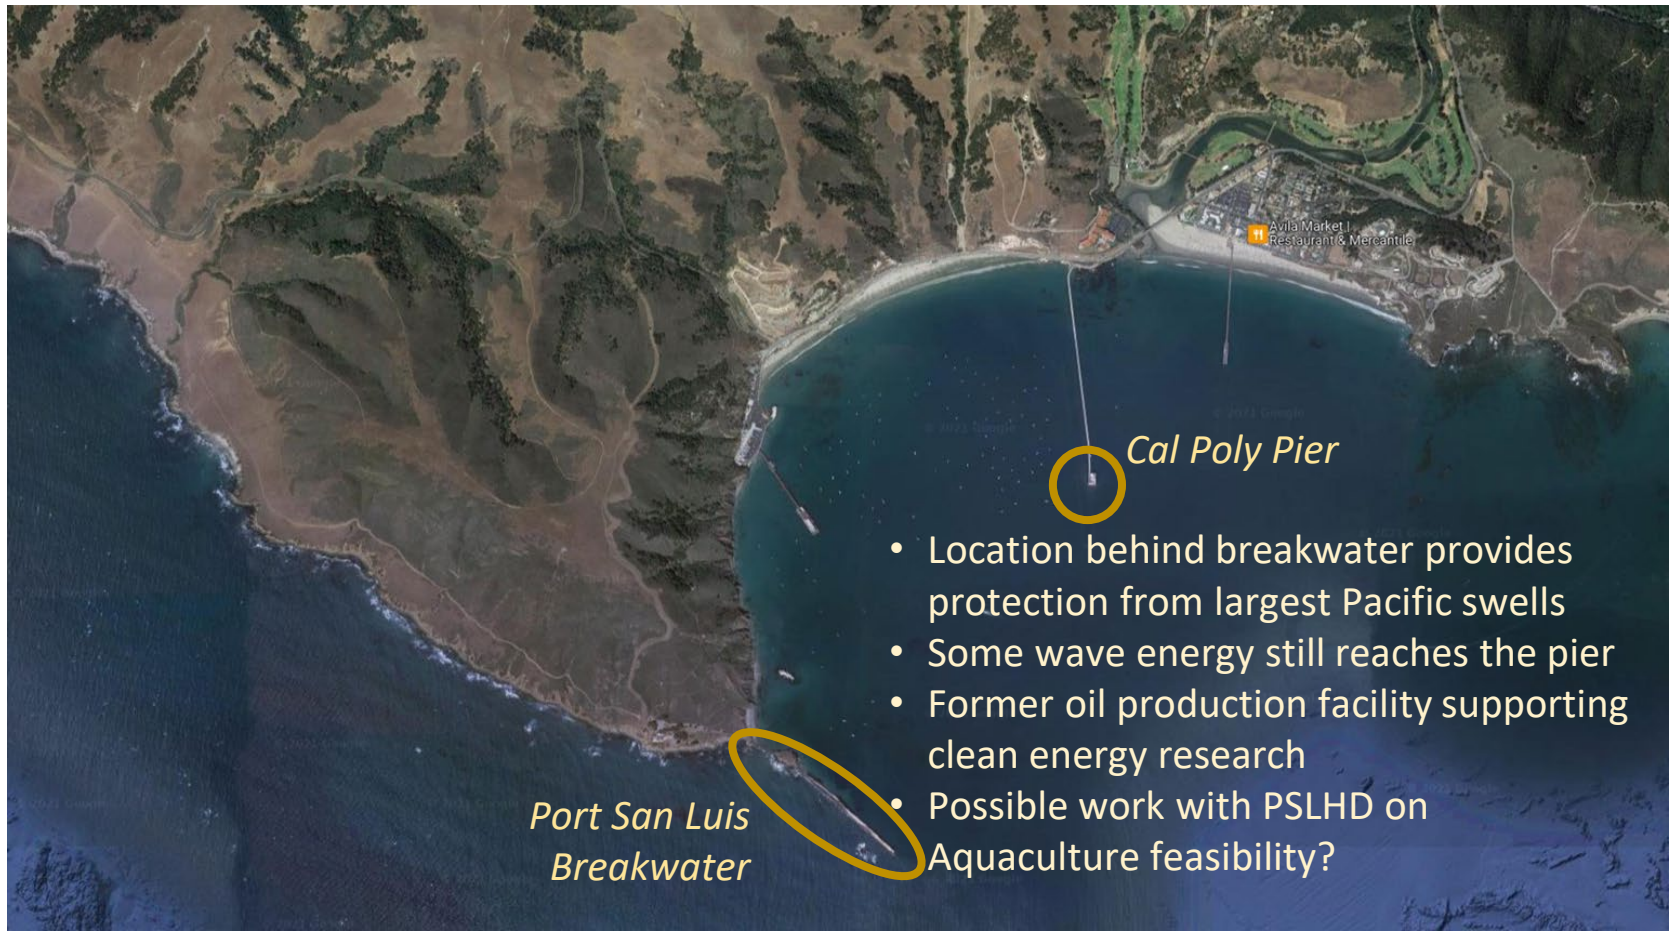 Avila Market |
Restaurant & Mercantile
© 2023 Google
Cal Poly Pier
• Location behind breakwater provides
protection from largest Pacific swells
• Some wave energy still reaches the pier
• Former oil production facility supporting
clean energy research
• Possible work with PSLHD on
Aquaculture feasibility?
Port San Luis
Breakwater